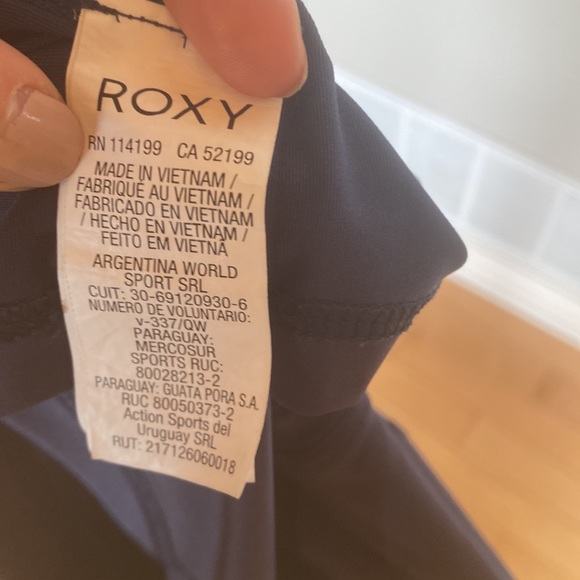 ROXY
RN 114199 CA 52199
MADE IN VIETNAM /
FABRIQUÉ AU VIETNAM /
FABRICADO EN VIETNAM
/ HECHO EN VIETNAM /
FEITO EM VIETNÃ
ARGENTINA WORLD
SPORT SRL
CUIT: 30-69120930-6
NUMERO DE VOLUNTARIO:
v-337/QW
PARAGUAY:
MERCOSUR
SPORTS RUC:
80028213-2
PARAGUAY: GUATA PORA S.A.
RUC 80050373-2
Action Sports del
Uruguay SRL
RUT: 217126060018